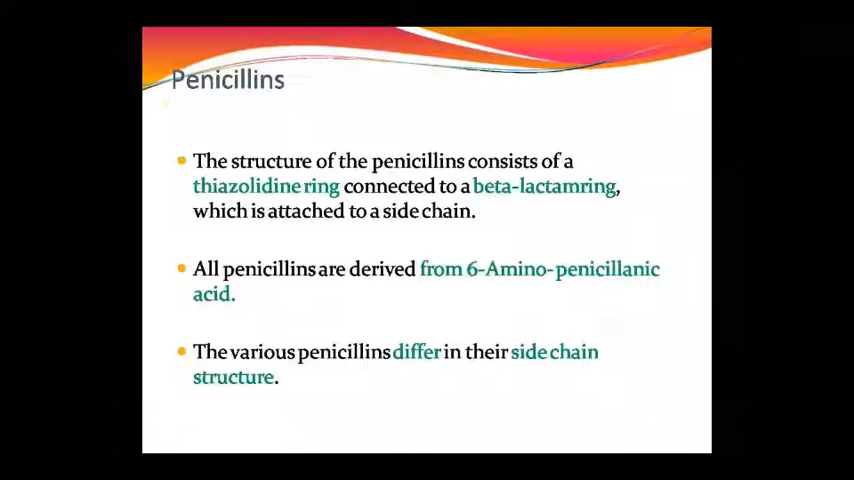 Penicillins
The structure of the penicillins consists of a
thiazolidine ring connected to a beta-lactamring,
which is attached to a side chain.
All penicillins are derived from 6-Amino-penicillanic
acid.
The various penicillins differ in their side chain
structure.